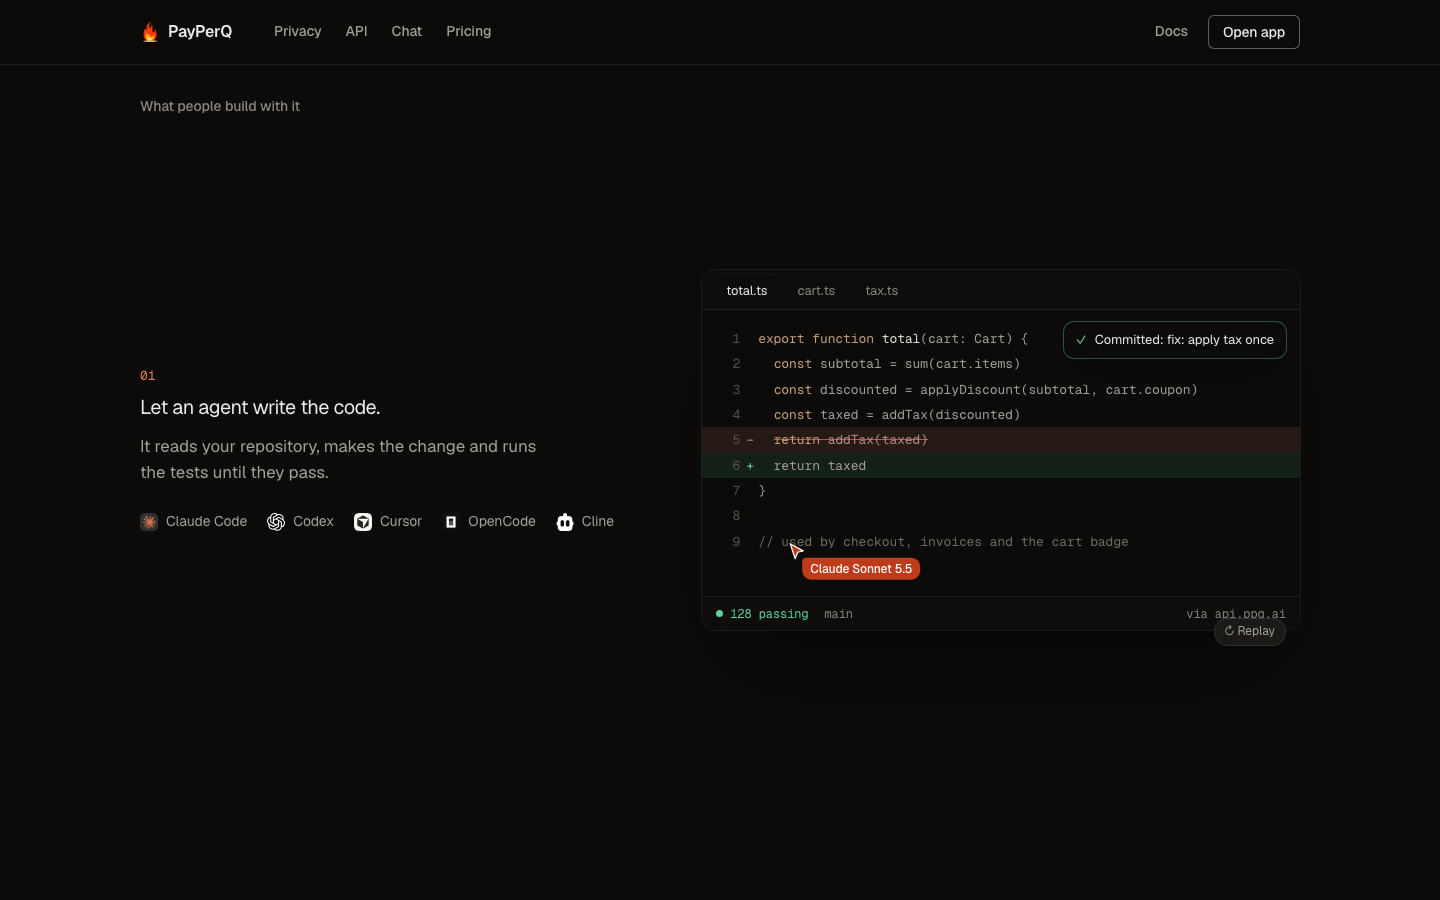 PayPerQ
Privacy
API
Chat
Pricing
Docs
Open app
What people build with it
01
Let an agent write the code.
It reads your repository, makes the change and runs
the tests until they pass.
Claude Code
Codex
Cursor
OpenCode
Cline
total.ts
cart.ts
tax.ts
✓ Committed: fix: apply tax once
1 export function total(cart: Cart) {
2 const subtotal = sum(cart.items)
3 const discounted = applyDiscount(subtotal, cart.coupon)
4 const taxed = addTax(discounted)
5 − return addTax(taxed)
6 + return taxed
7 }
8
9 // used by checkout, invoices and the cart badge
Claude Sonnet 5.5
128 passing
main
via api.ppq.ai
↻ Replay